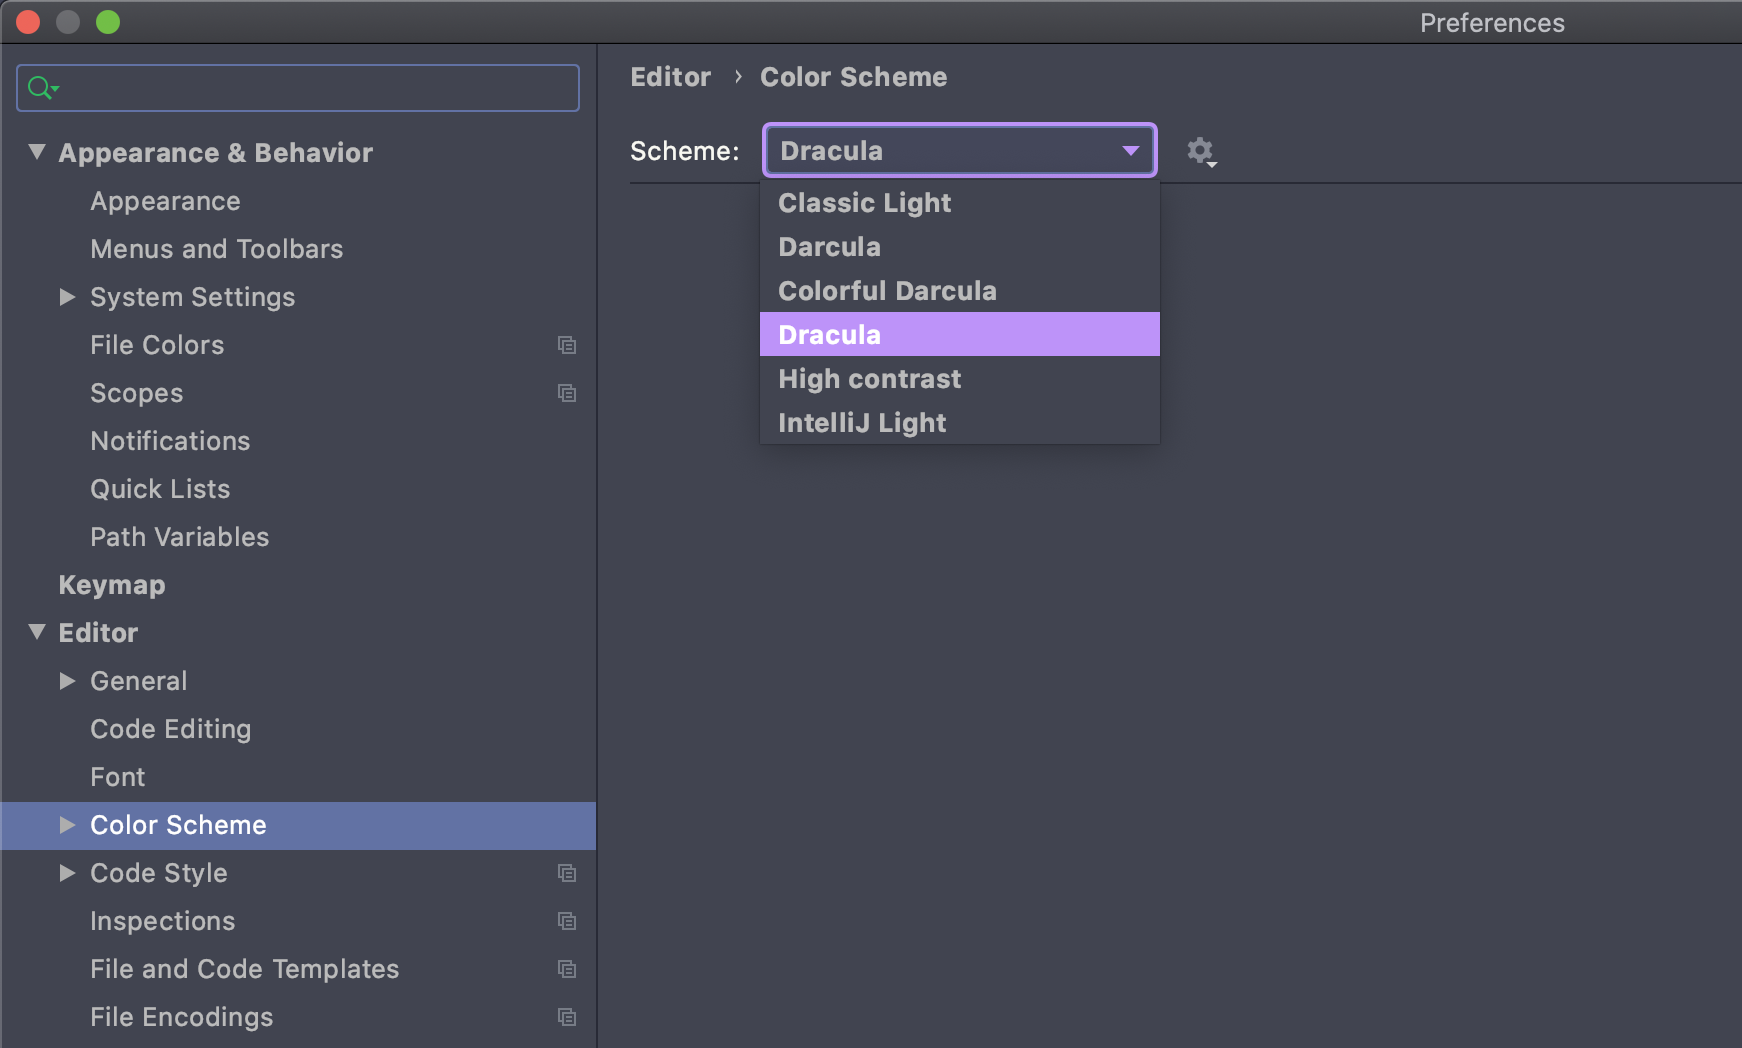 Preferences
Appearance & Behavior
Appearance
Menus and Toolbars
System Settings
File Colors
Scopes
Notifications
Quick Lists
Path Variables
Keymap
Editor
General
Code Editing
Font
Color Scheme
Code Style
Inspections
File and Code Templates
File Encodings
Editor › Color Scheme
Scheme: Dracula
Classic Light
Darcula
Colorful Darcula
Dracula
High contrast
IntelliJ Light